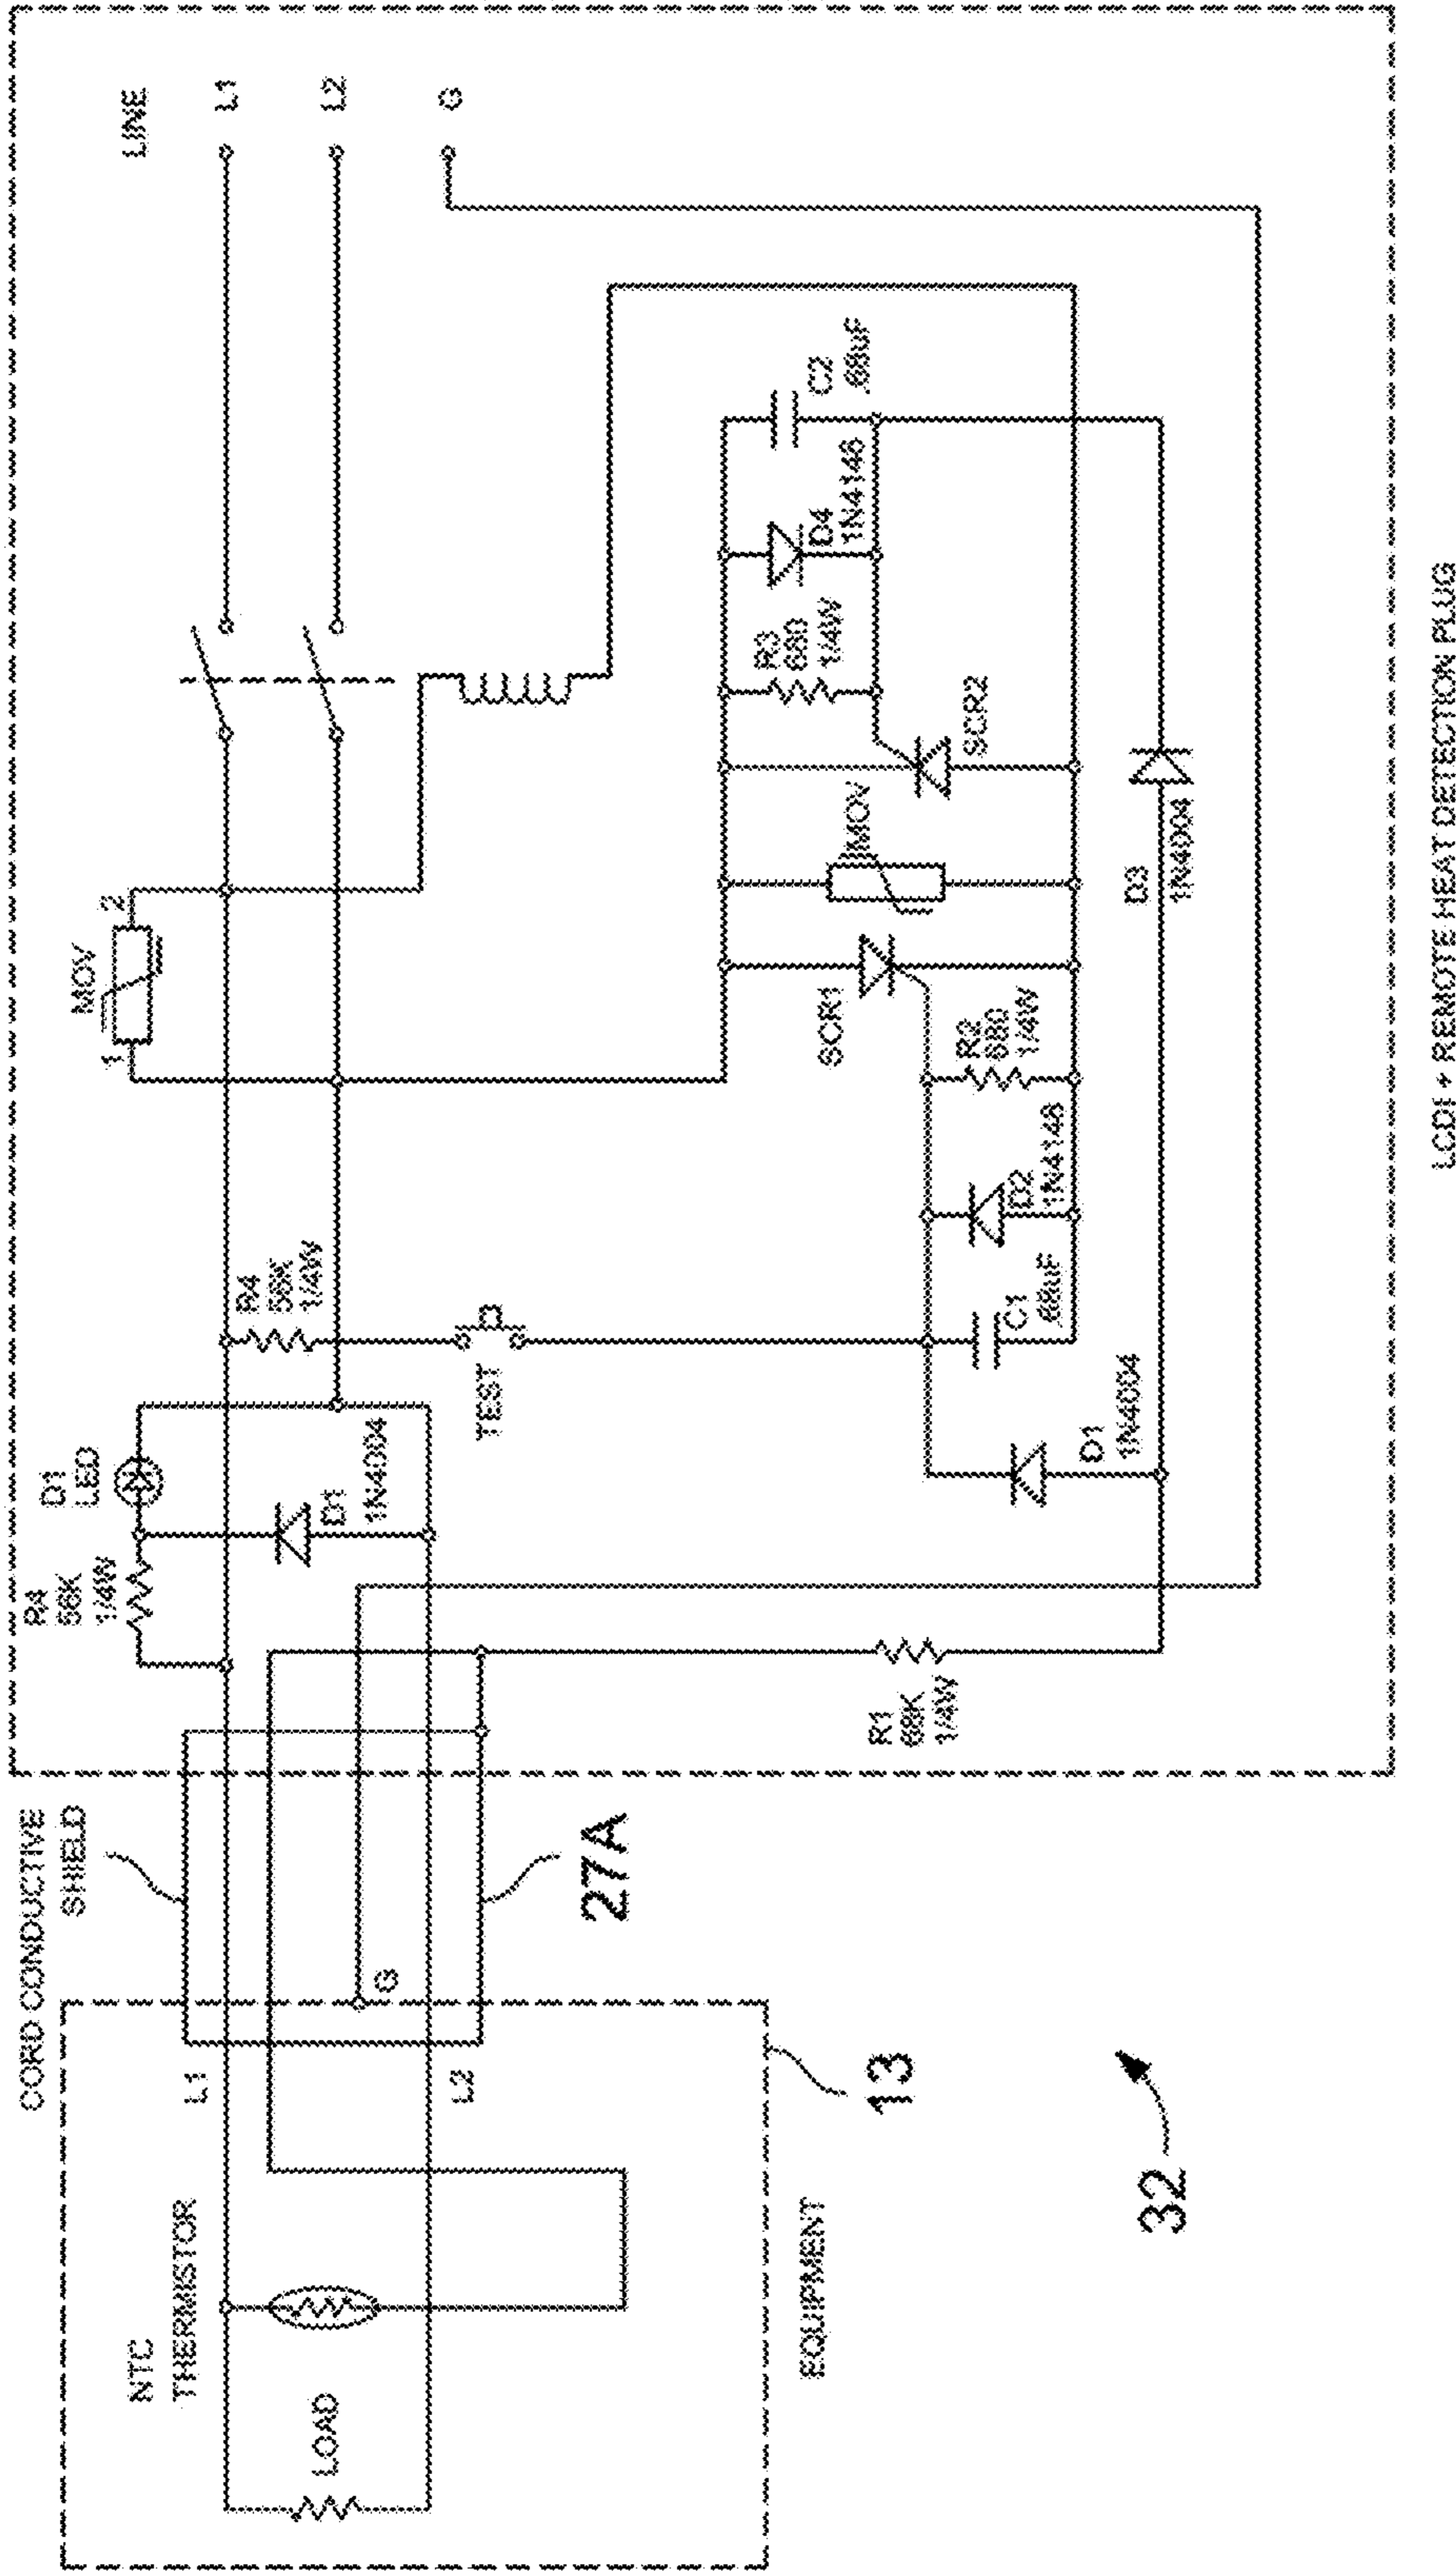 LINE
L1
L2
G
MOV
1
2
C2
.68uF
D4
1N4148
R3
680
1/4W
SCR2
MOV
SCR1
R2
680
1/4W
D2
1N4148
C1
.68uF
D3
1N4004
D1
1N4004
R4
56K
1/4W
TEST
D1
LED
D1
1N4004
R4
56K
1/4W
R1
68K
1/4W
LCDI + REMOTE HEAT DETECTION PLUG
CORD CONDUCTIVE
SHIELD
27A
G
L1
L2
NTC
THERMISTOR
LOAD
EQUIPMENT
13
32